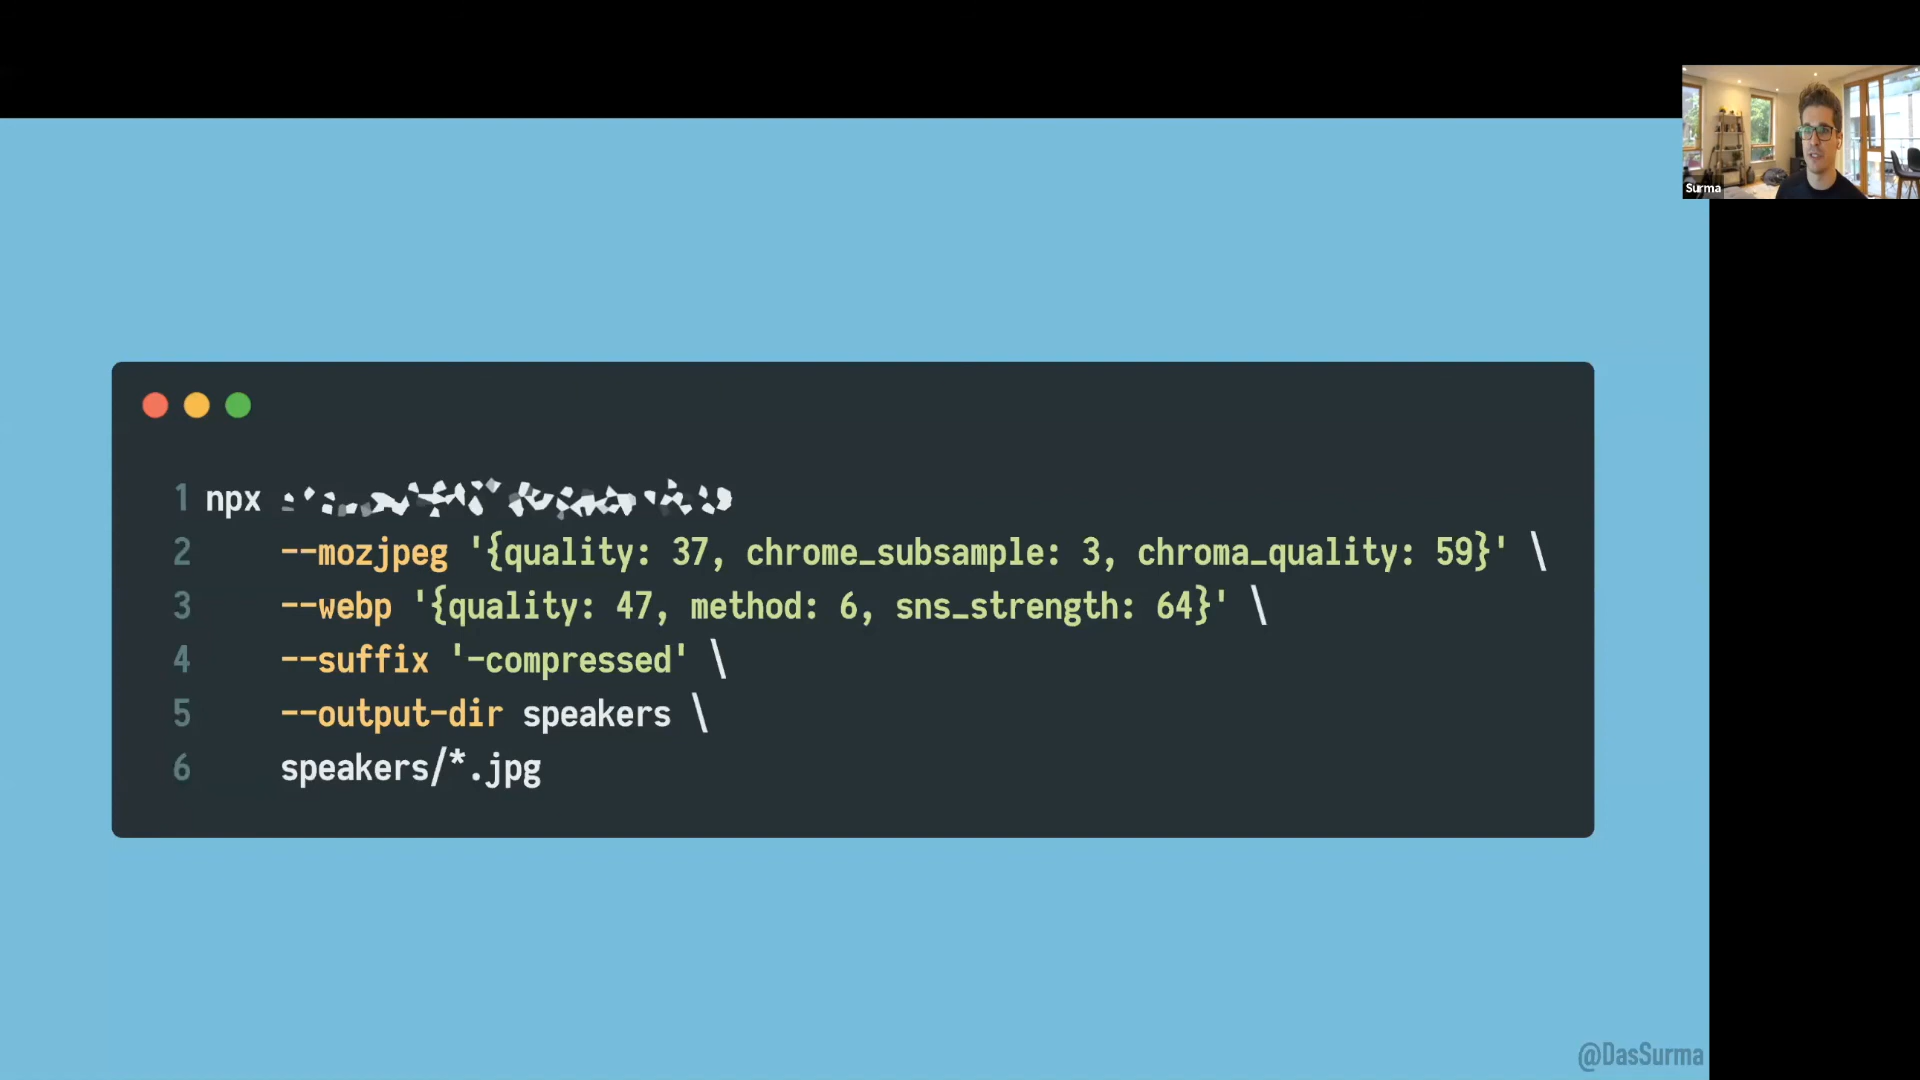 Surma
1 npx
2 --mozjpeg '{quality: 37, chrome_subsample: 3, chroma_quality: 59}' \
3 --webp '{quality: 47, method: 6, sns_strength: 64}' \
4 --suffix '-compressed' \
5 --output-dir speakers \
6 speakers/*.jpg
@DasSurma